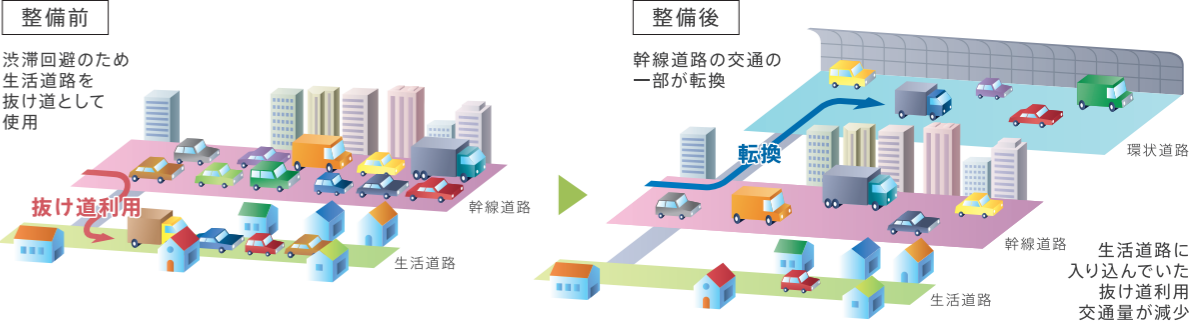 整備前
渋滞回避のため
生活道路を
抜け道として
使用
抜け道利用
幹線道路
生活道路
整備後
幹線道路の交通の
一部が転換
転換
環状道路
幹線道路
生活道路
生活道路に
入り込んでいた
抜け道利用
交通量が減少